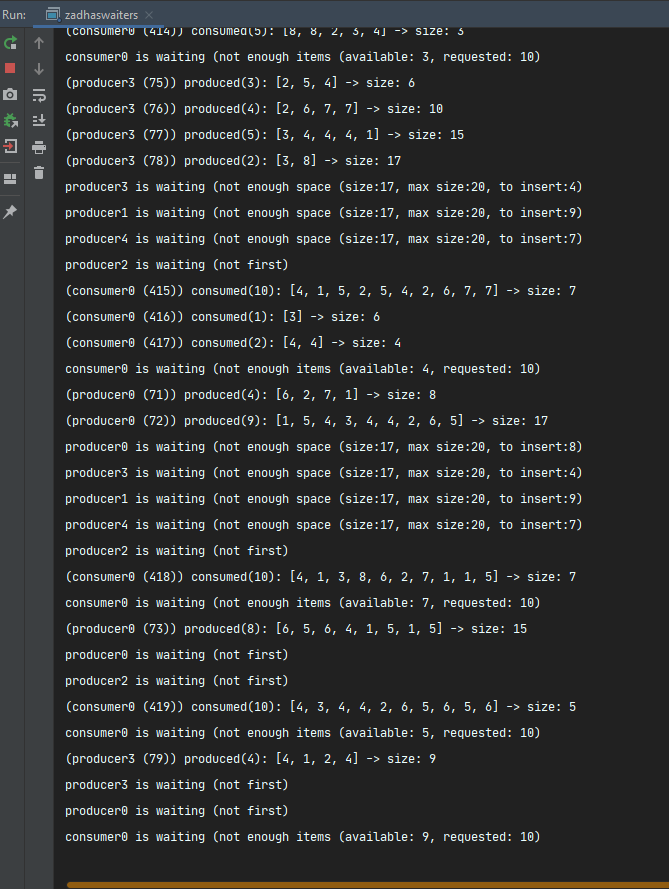 Run: zadhaswaiters
(consumer0 (414)) consumed(5): [8, 8, 2, 3, 4] -> size: 3
consumer0 is waiting (not enough items (available: 3, requested: 10)
(producer3 (75)) produced(3): [2, 5, 4] -> size: 6
(producer3 (76)) produced(4): [2, 6, 7, 7] -> size: 10
(producer3 (77)) produced(5): [3, 4, 4, 4, 1] -> size: 15
(producer3 (78)) produced(2): [3, 8] -> size: 17
producer3 is waiting (not enough space (size:17, max size:20, to insert:4)
producer1 is waiting (not enough space (size:17, max size:20, to insert:9)
producer4 is waiting (not enough space (size:17, max size:20, to insert:7)
producer2 is waiting (not first)
(consumer0 (415)) consumed(10): [4, 1, 5, 2, 5, 4, 2, 6, 7, 7] -> size: 7
(consumer0 (416)) consumed(1): [3] -> size: 6
(consumer0 (417)) consumed(2): [4, 4] -> size: 4
consumer0 is waiting (not enough items (available: 4, requested: 10)
(producer0 (71)) produced(4): [6, 2, 7, 1] -> size: 8
(producer0 (72)) produced(9): [1, 5, 4, 3, 4, 4, 2, 6, 5] -> size: 17
producer0 is waiting (not enough space (size:17, max size:20, to insert:8)
producer3 is waiting (not enough space (size:17, max size:20, to insert:4)
producer1 is waiting (not enough space (size:17, max size:20, to insert:9)
producer4 is waiting (not enough space (size:17, max size:20, to insert:7)
producer2 is waiting (not first)
(consumer0 (418)) consumed(10): [4, 1, 3, 8, 6, 2, 7, 1, 1, 5] -> size: 7
consumer0 is waiting (not enough items (available: 7, requested: 10)
(producer0 (73)) produced(8): [6, 5, 6, 4, 1, 5, 1, 5] -> size: 15
producer0 is waiting (not first)
producer2 is waiting (not first)
(consumer0 (419)) consumed(10): [4, 3, 4, 4, 2, 6, 5, 6, 5, 6] -> size: 5
consumer0 is waiting (not enough items (available: 5, requested: 10)
(producer3 (79)) produced(4): [4, 1, 2, 4] -> size: 9
producer3 is waiting (not first)
producer0 is waiting (not first)
consumer0 is waiting (not enough items (available: 9, requested: 10)